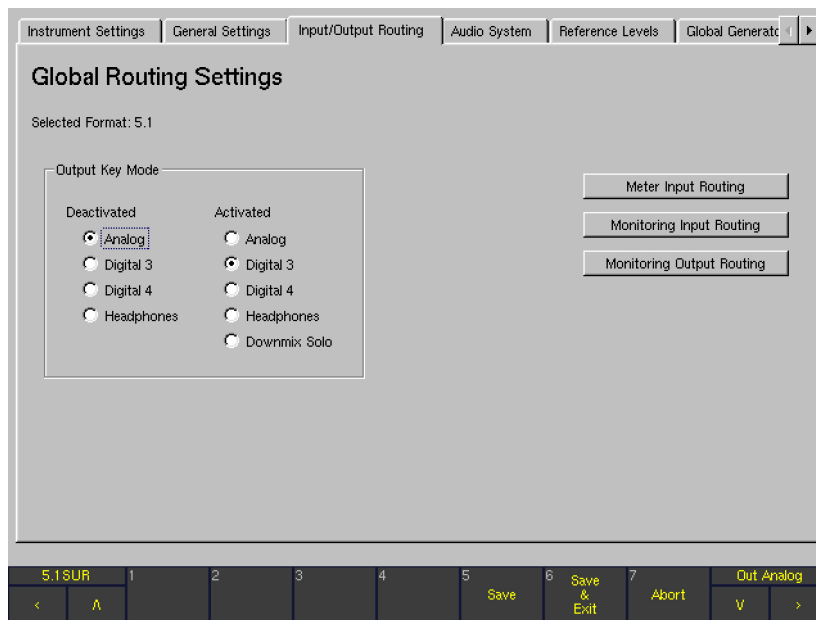 Instrument Settings General Settings Input/Output Routing Audio System Reference Levels Global Generato
Global Routing Settings
Selected Format: 5.1
Output Key Mode
Deactivated Activated
Analog Analog
Digital 3 Digital 3
Digital 4 Digital 4
Headphones Headphones
Downmix Solo
Meter Input Routing
Monitoring Input Routing
Monitoring Output Routing
5.1SUR 1 2 3 4 5 Save 6 Save & Exit 7 Abort Out Analog
< Λ V >